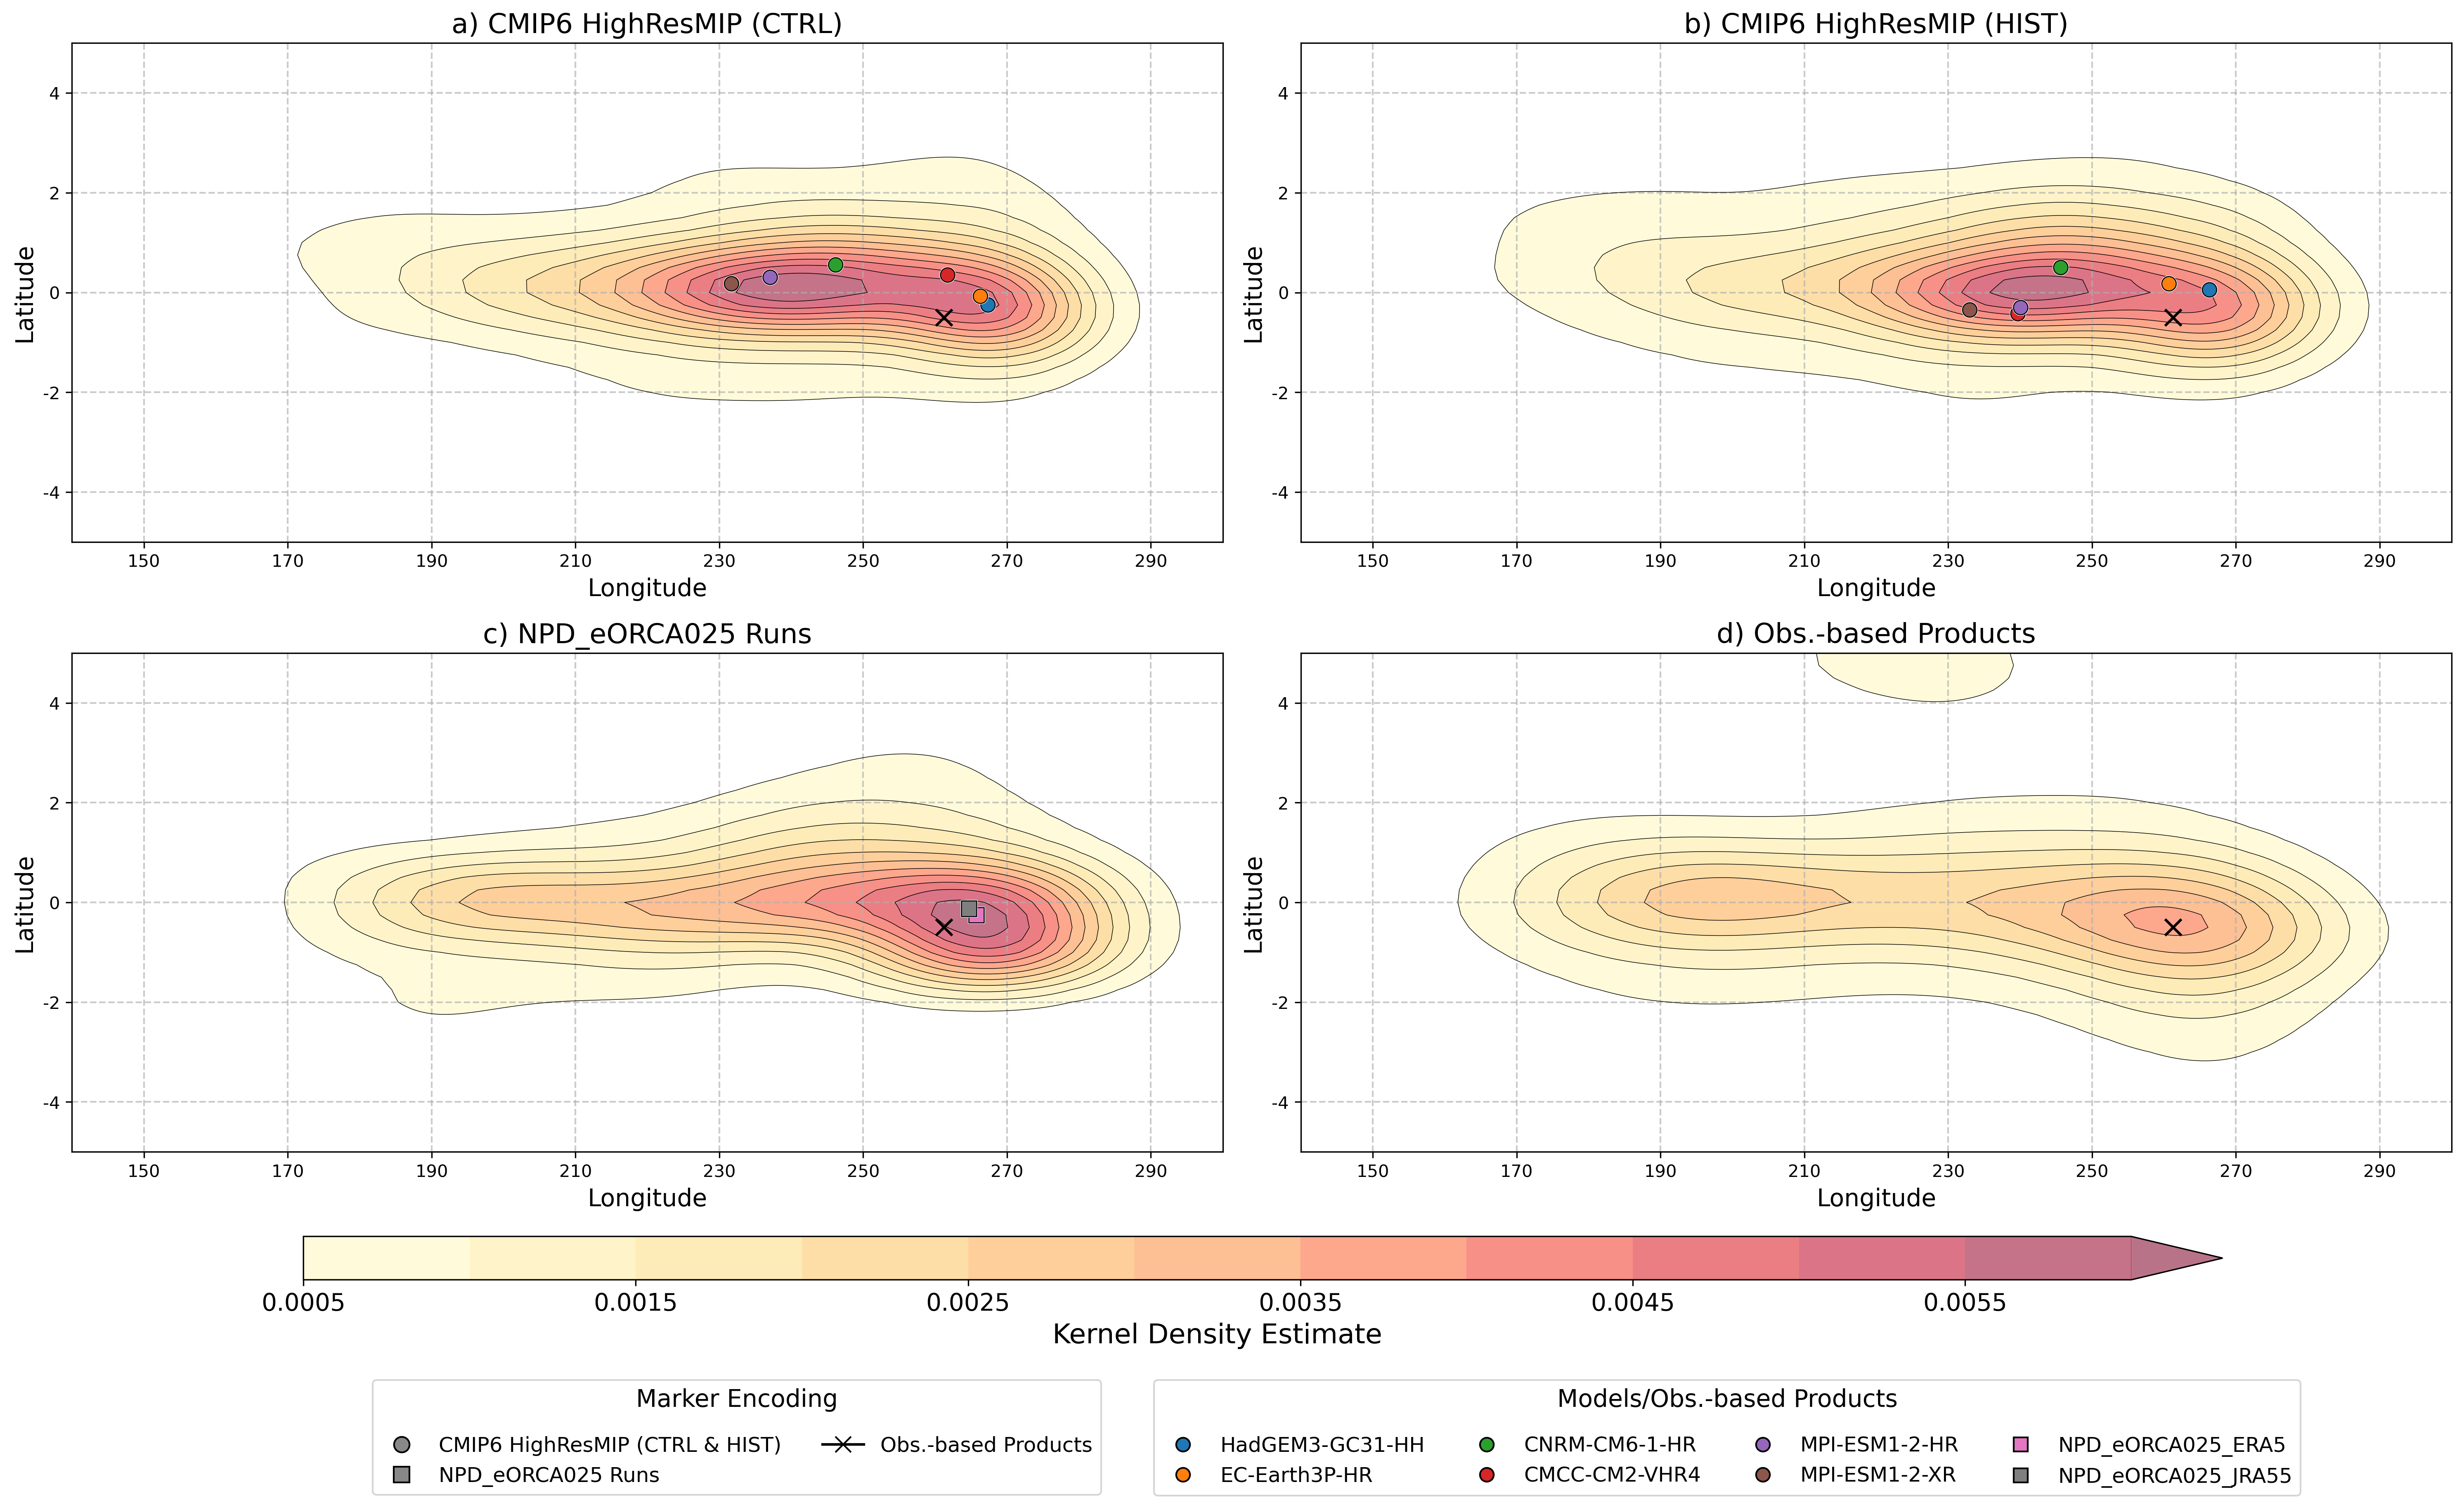 a) CMIP6 HighResMIP (CTRL)
b) CMIP6 HighResMIP (HIST)
Latitude
4
2
0
-2
-4
150 170 190 210 230 250 270 290
Longitude
Latitude
4
2
0
-2
-4
150 170 190 210 230 250 270 290
Longitude
c) NPD_eORCA025 Runs
d) Obs.-based Products
Latitude
4
2
0
-2
-4
150 170 190 210 230 250 270 290
Longitude
Latitude
4
2
0
-2
-4
150 170 190 210 230 250 270 290
Longitude
0.0005 0.0015 0.0025 0.0035 0.0045 0.0055
Kernel Density Estimate
Marker Encoding
CMIP6 HighResMIP (CTRL & HIST) Obs.-based Products
NPD_eORCA025 Runs
Models/Obs.-based Products
HadGEM3-GC31-HH CNRM-CM6-1-HR MPI-ESM1-2-HR NPD_eORCA025_ERA5
EC-Earth3P-HR CMCC-CM2-VHR4 MPI-ESM1-2-XR NPD_eORCA025_JRA55